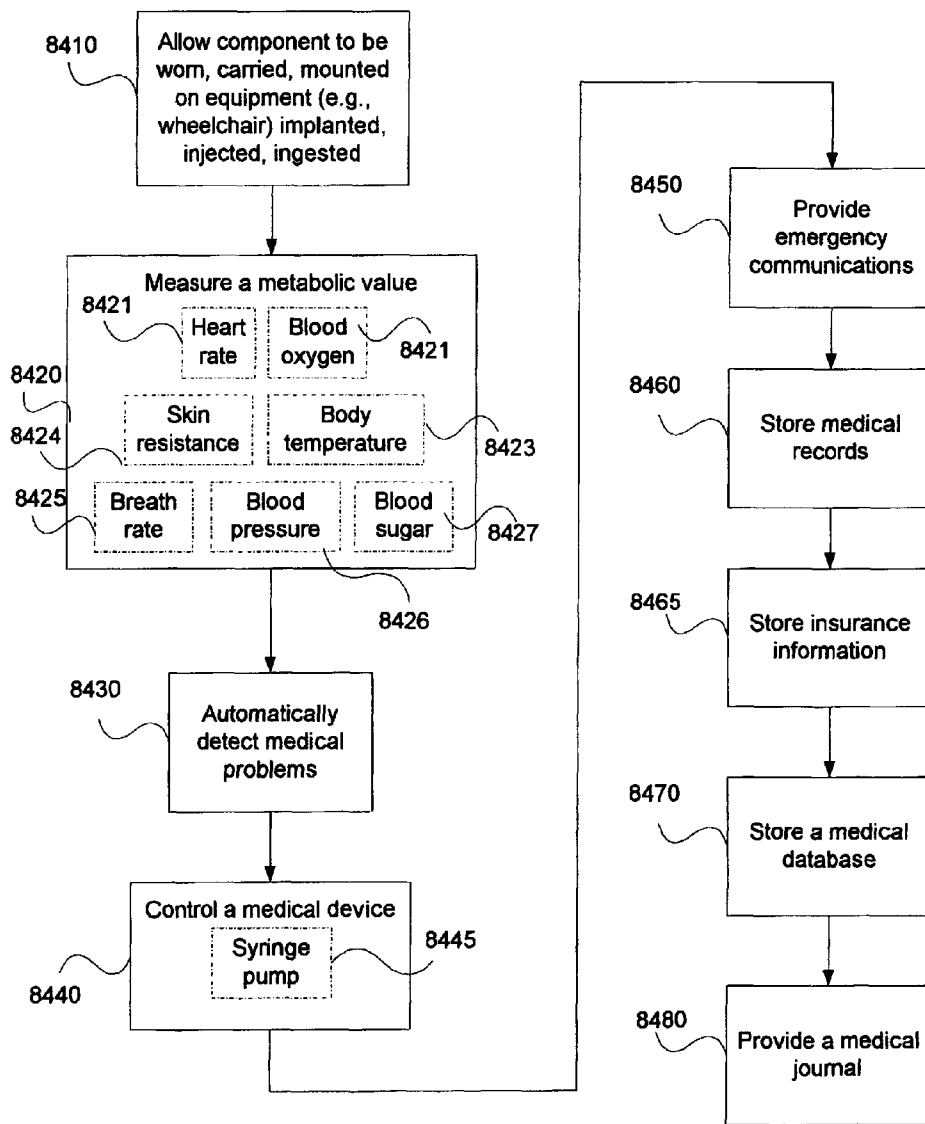 8410
Allow component to be
worn, carried, mounted
on equipment (e.g.,
wheelchair) implanted,
injected, ingested
8420
Measure a metabolic value
8421
Heart
rate
Blood
oxygen
8421
8424
Skin
resistance
Body
temperature
8423
8425
Breath
rate
Blood
pressure
8426
Blood
sugar
8427
8430
Automatically
detect medical
problems
8440
Control a medical device
Syringe
pump
8445
8450
Provide
emergency
communications
8460
Store medical
records
8465
Store insurance
information
8470
Store a medical
database
8480
Provide a medical
journal